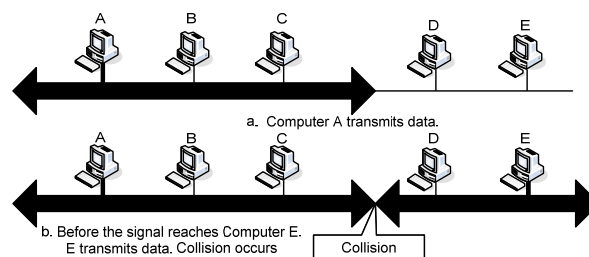 A B C D E
a. Computer A transmits data.
A B C D E
b. Before the signal reaches Computer E.
E transmits data. Collision occurs
Collision